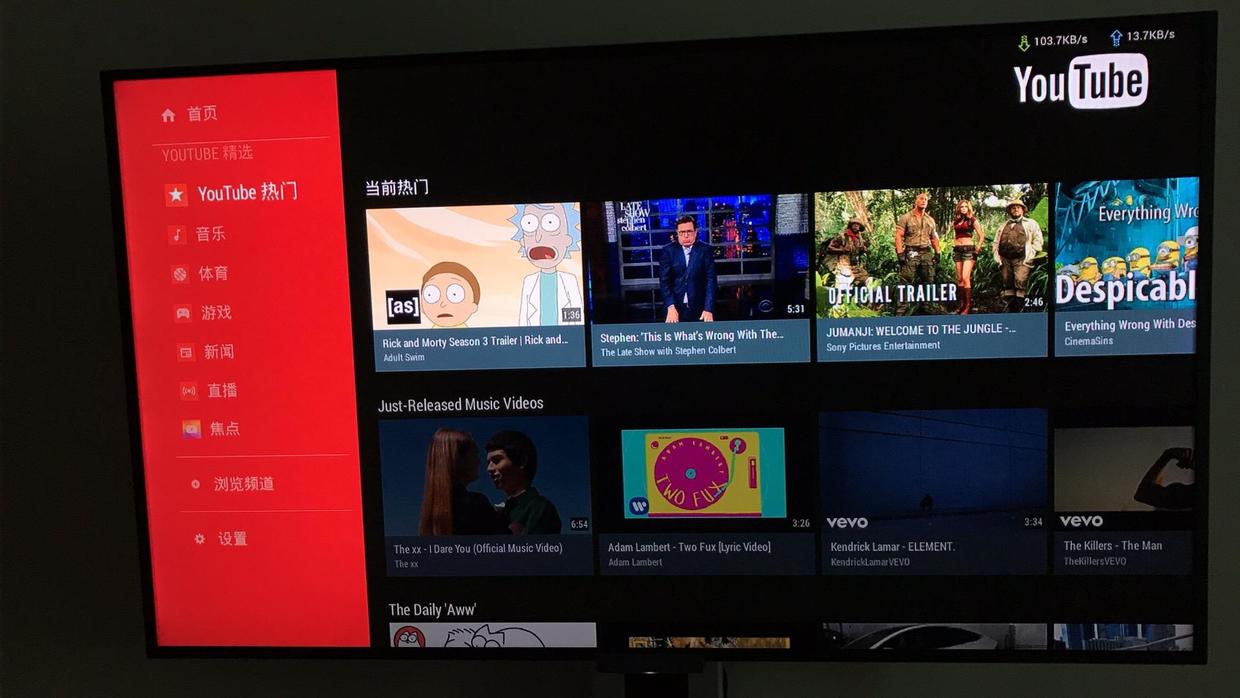 103.7KB/s 13.7KB/s
YouTube
首页
YOUTUBE 精选
YouTube 热门
音乐
体育
游戏
新闻
直播
焦点
浏览频道
设置
当前热门
[as]
1:36
Rick and Morty Season 3 Trailer | Rick and...
Adult Swim
LATE
SHOW
stephen
colbert
5:31
Stephen: 'This Is What's Wrong With The...
The Late Show with Stephen Colbert
OFFICIAL TRAILER
2:46
JUMANJI: WELCOME TO THE JUNGLE -...
Sony Pictures Entertainment
Everything Wro
Despicabl
Everything Wrong With Des
CinemaSins
Just-Released Music Videos
6:54
The xx - I Dare You (Official Music Video)
The xx
ADAM LAMBERT
TWO FUX
3:26
Adam Lambert - Two Fux [Lyric Video]
Adam Lambert
vevo
3:34
Kendrick Lamar - ELEMENT.
KendrickLamarVEVO
vevo
The Killers - The Man
TheKillersVEVO
The Daily 'Aww'